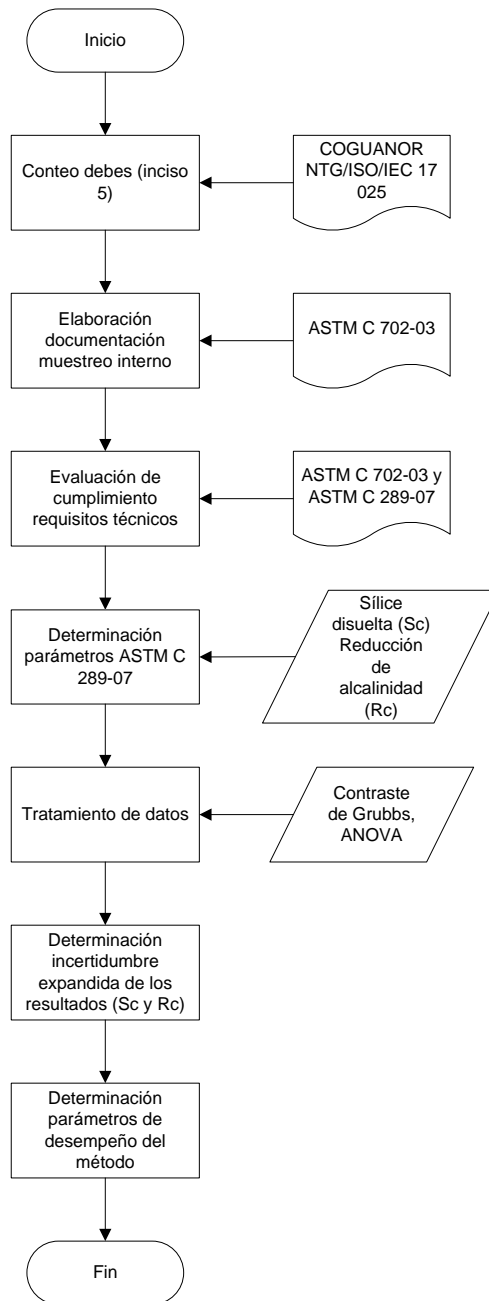 Inicio
Conteo debes (inciso
5)
COGUANOR
NTG/ISO/IEC 17
025
Elaboración
documentación
muestreo interno
ASTM C 702-03
Evaluación de
cumplimiento
requisitos técnicos
ASTM C 702-03 y
ASTM C 289-07
Determinación
parámetros ASTM C
289-07
Sílice
disuelta (Sc)
Reducción
de
alcalinidad
(Rc)
Tratamiento de datos
Contraste
de Grubbs,
ANOVA
Determinación
incertidumbre
expandida de los
resultados (Sc y Rc)
Determinación
parámetros de
desempeño del
método
Fin